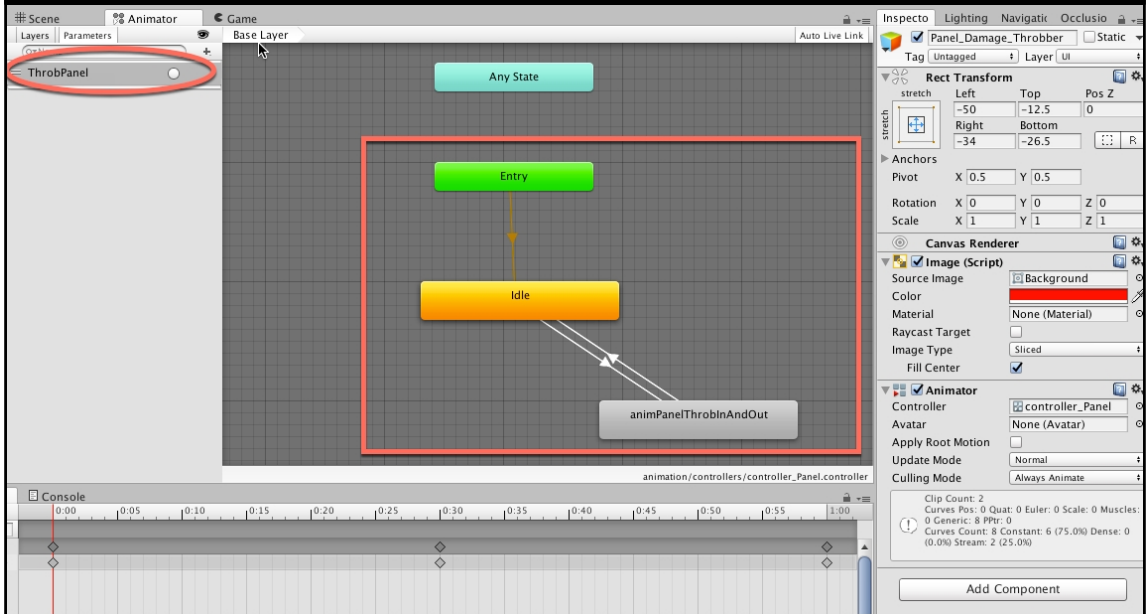 Scene
Animator
Game
Layers
Parameters
Base Layer
Auto Live Link
ThrobPanel
Any State
Entry
Idle
animPanelThrobInAndOut
animation/controllers/controller_Panel.controller
Console
0:00 0:05 0:10 0:15 0:20 0:25 0:30 0:35 0:40 0:45 0:50 0:55 1:00
Inspecto Lighting Navigatic Occlusio
Panel_Damage_Throbber Static
Tag Untagged Layer UI
Rect Transform
stretch Left Top Pos Z
-50 -12.5 0
stretch
Right Bottom
-34 -26.5 R
Anchors
Pivot X 0.5 Y 0.5
Rotation X 0 Y 0 Z 0
Scale X 1 Y 1 Z 1
Canvas Renderer
Image (Script)
Source Image Background
Color
Material None (Material)
Raycast Target
Image Type Sliced
Fill Center
Animator
Controller controller_Panel
Avatar None (Avatar)
Apply Root Motion
Update Mode Normal
Culling Mode Always Animate
Clip Count: 2
Curves Pos: 0 Quat: 0 Euler: 0 Scale: 0 Muscles:
0 Generic: 8 PPtr: 0
Curves Count: 8 Constant: 6 (75.0%) Dense: 0
(0.0%) Stream: 2 (25.0%)
Add Component